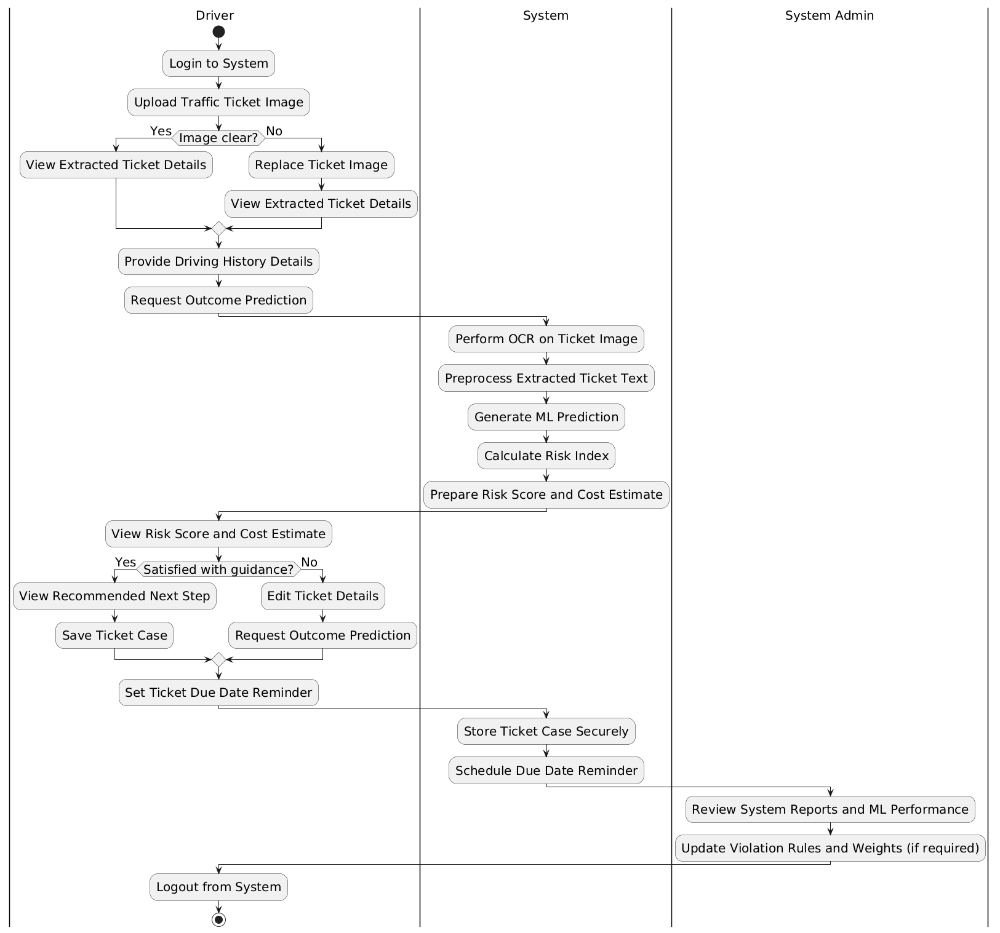 Driver
System
System Admin
Login to System
Upload Traffic Ticket Image
Yes
Image clear?
No
View Extracted Ticket Details
Replace Ticket Image
View Extracted Ticket Details
Provide Driving History Details
Request Outcome Prediction
Perform OCR on Ticket Image
Preprocess Extracted Ticket Text
Generate ML Prediction
Calculate Risk Index
Prepare Risk Score and Cost Estimate
View Risk Score and Cost Estimate
Yes
Satisfied with guidance?
No
View Recommended Next Step
Edit Ticket Details
Save Ticket Case
Request Outcome Prediction
Set Ticket Due Date Reminder
Store Ticket Case Securely
Schedule Due Date Reminder
Review System Reports and ML Performance
Update Violation Rules and Weights (if required)
Logout from System